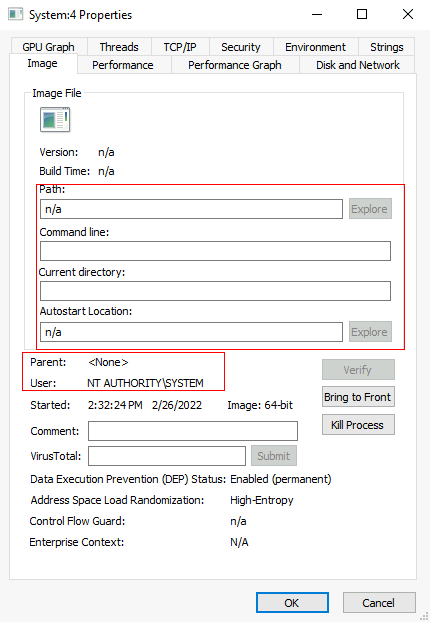 System:4 Properties
GPU Graph Threads TCP/IP Security Environment Strings
Image Performance Performance Graph Disk and Network
Image File
Version: n/a
Build Time: n/a
Path:
n/a Explore
Command line:
Current directory:
Autostart Location:
n/a Explore
Parent: <None>
Verify
User: NT AUTHORITY\SYSTEM
Bring to Front
Started: 2:32:24 PM 2/26/2022 Image: 64-bit
Kill Process
Comment:
VirusTotal: Submit
Data Execution Prevention (DEP) Status: Enabled (permanent)
Address Space Load Randomization: High-Entropy
Control Flow Guard: n/a
Enterprise Context: N/A
OK Cancel